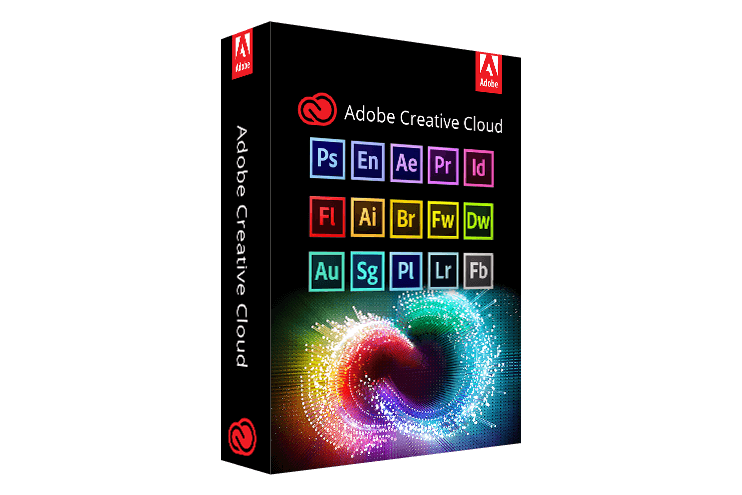 Adobe
Adobe
Adobe Creative Cloud
Adobe Creative Cloud
Ps En Ae Pr Id
Fl Ai Br Fw Dw
Au Sg Pl Lr Fb